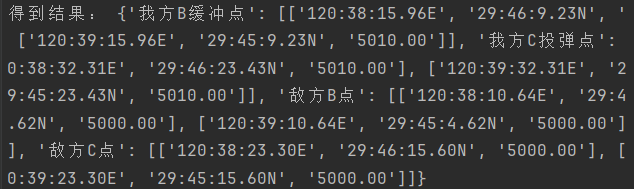 得到结果： {'我方B缓冲点': [['120:38:15.96E', '29:46:9.23N', '
['120:39:15.96E', '29:45:9.23N', '5010.00']], '我方C投弹点':
0:38:32.31E', '29:46:23.43N', '5010.00'], ['120:39:32.31E', '2
9:45:23.43N', '5010.00']], '敌方B点': [['120:38:10.64E', '29:4
.62N', '5000.00'], ['120:39:10.64E', '29:45:4.62N', '5000.00']
], '敌方C点': [['120:38:23.30E', '29:46:15.60N', '5000.00'], [
0:39:23.30E', '29:45:15.60N', '5000.00']]}